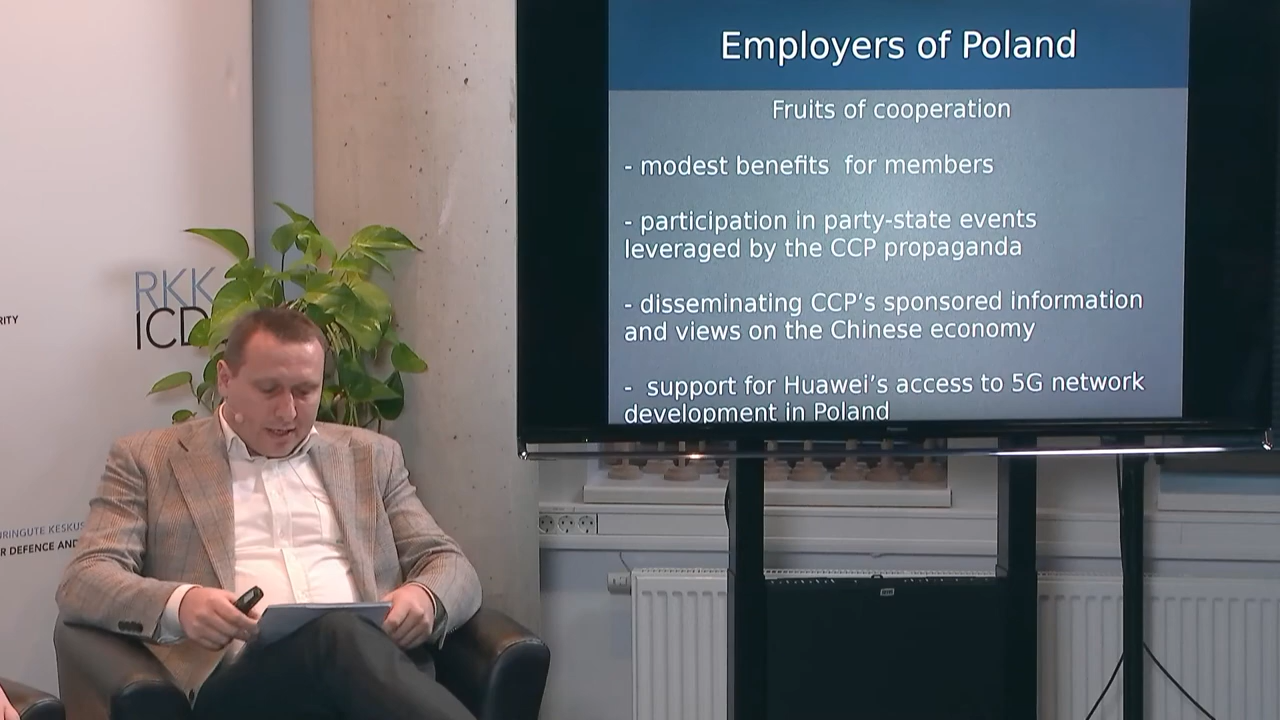 Employers of Poland
Fruits of cooperation
- modest benefits for members
- participation in party-state events
leveraged by the CCP propaganda
- disseminating CCP's sponsored information
and views on the Chinese economy
- support for Huawei's access to 5G network
development in Poland
RKK
ICD
RITY
URINGUTE KESKUS
R DEFENCE AND